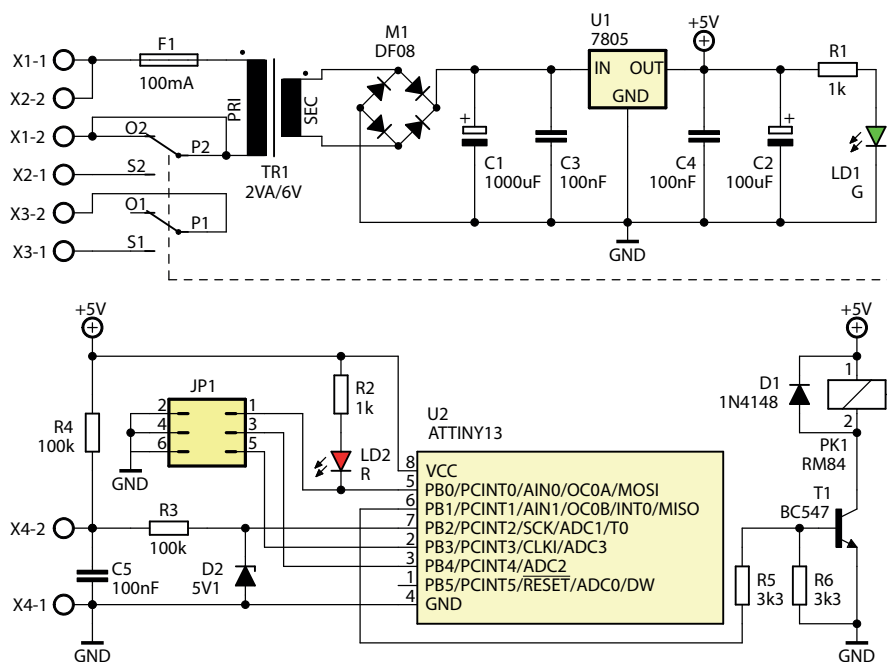 X1-1
F1
100mA
X2-2
X1-2
O2
P2
PRI
SEC
TR1
2VA/6V
X2-1
S2
X3-2
O1
P1
X3-1
S1
M1
DF08
U1
7805
IN OUT
GND
+5V
R1
1k
C1
1000uF
C3
100nF
C4
100nF
C2
100uF
LD1
G
GND
+5V
R4
100k
JP1
2 1
4 3
6 5
GND
R2
1k
LD2
R
U2
ATTINY13
8 VCC
5 PB0/PCINT0/AIN0/OC0A/MOSI
6 PB1/PCINT1/AIN1/OC0B/INT0/MISO
7 PB2/PCINT2/SCK/ADC1/T0
2 PB3/PCINT3/CLKI/ADC3
3 PB4/PCINT4/ADC2
1 PB5/PCINT5/RESET/ADC0/DW
4 GND
X4-2
R3
100k
C5
100nF
D2
5V1
X4-1
GND
+5V
D1
1N4148
1
2
PK1
RM84
T1
BC547
R5
3k3
R6
3k3
GND